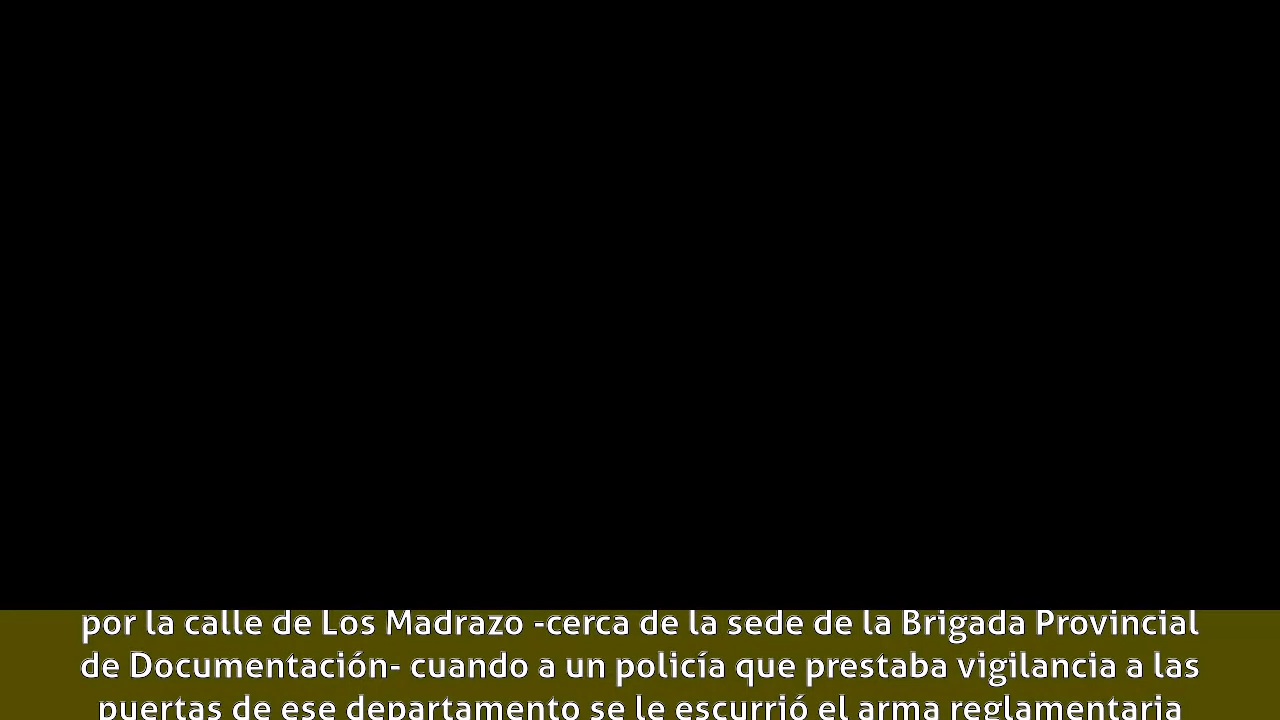 por la calle de Los Madrazo -cerca de la sede de la Brigada Provincial
de Documentación- cuando a un policía que prestaba vigilancia a las
puertas de ese departamento se le escurrió el arma reglamentaria